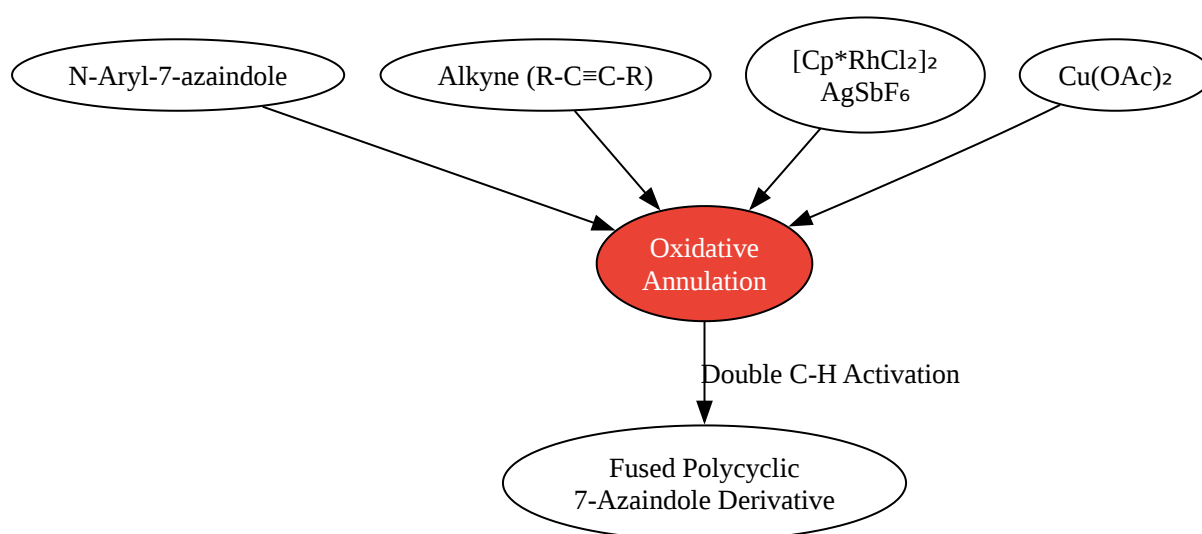 N-Aryl-7-azaindole
Alkyne (R-C≡C-R)
[Cp*RhCl₂]₂
AgSbF₆
Cu(OAc)₂
Oxidative
Annulation
Double C-H Activation
Fused Polycyclic
7-Azaindole Derivative